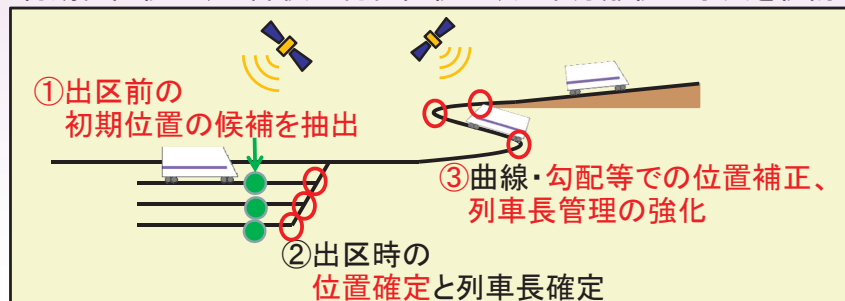 ①出区前の
初期位置の候補を抽出
③曲線・勾配等での位置補正、
列車長管理の強化
②出区時の
位置確定と列車長確定